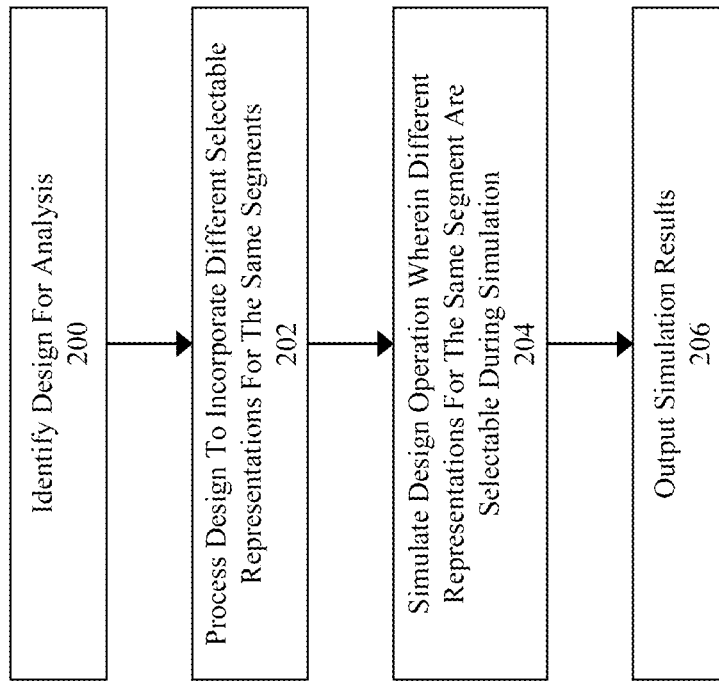 Identify Design For Analysis
200
Process Design To Incorporate Different Selectable
Representations For The Same Segments
202
Simulate Design Operation Wherein Different
Representations For The Same Segment Are
Selectable During Simulation
204
Output Simulation Results
206